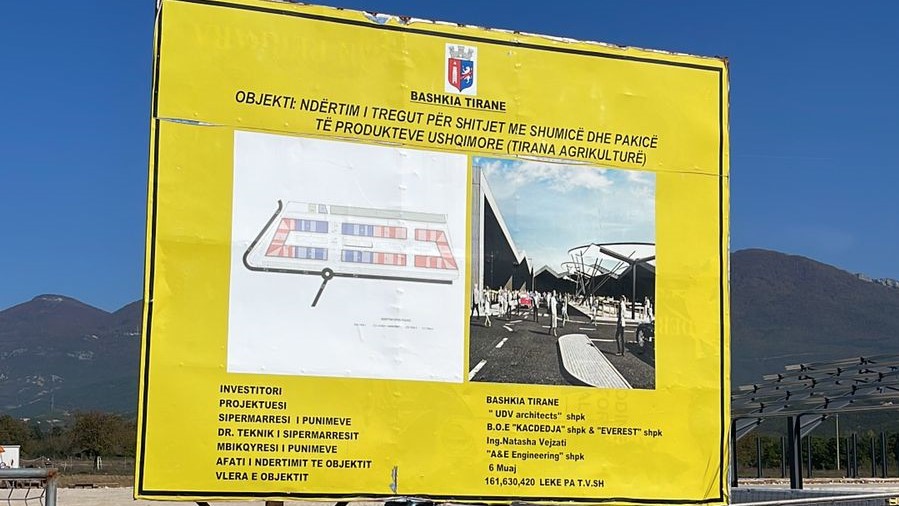 BASHKIA TIRANE
OBJEKTI: NDËRTIM I TREGUT PËR SHITJET ME SHUMICË DHE PAKICË
TË PRODUKTEVE USHQIMORE (TIRANA AGRIKULTURË)
INVESTITORI
PROJEKTUESI
SIPERMARRESI I PUNIMEVE
DR. TEKNIK I SIPERMARRESIT
MBIKQYRESI I PUNIMEVE
AFATI I NDERTIMIT TE OBJEKTIT
VLERA E OBJEKTIT
BASHKIA TIRANE
" UDV architects" shpk
B.O.E "KACDEDJA" shpk & "EVEREST" shpk
Ing.Natasha Vejzati
"A&E Engineering" shpk
6 Muaj
161,630,420 LEKE PA T.V.SH